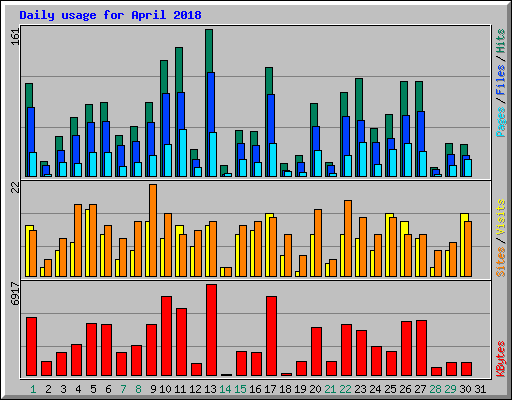 Daily usage for April 2018
161
Pages / Files / Hits
22
Sites / Visits
6917
KBytes
1 2 3 4 5 6 7 8 9 10 11 12 13 14 15 16 17 18 19 20 21 22 23 24 25 26 27 28 29 30 31